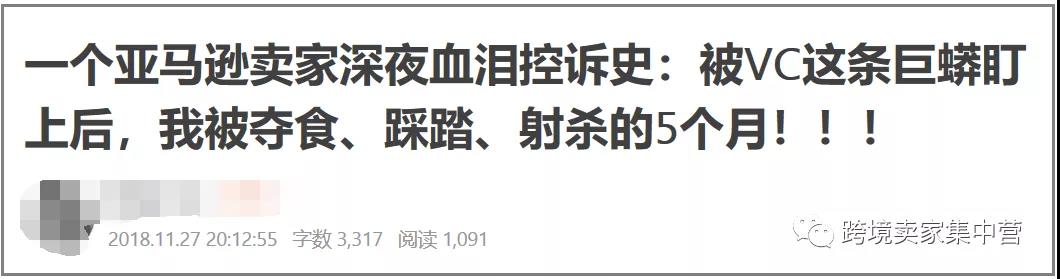 一个亚马逊卖家深夜血泪控诉史：被VC这条巨蟒盯
上后，我被夺食、踩踏、射杀的5个月！！！
2018.11.27 20:12:55 字数 3,317 阅读 1,091
跨境卖家集中营